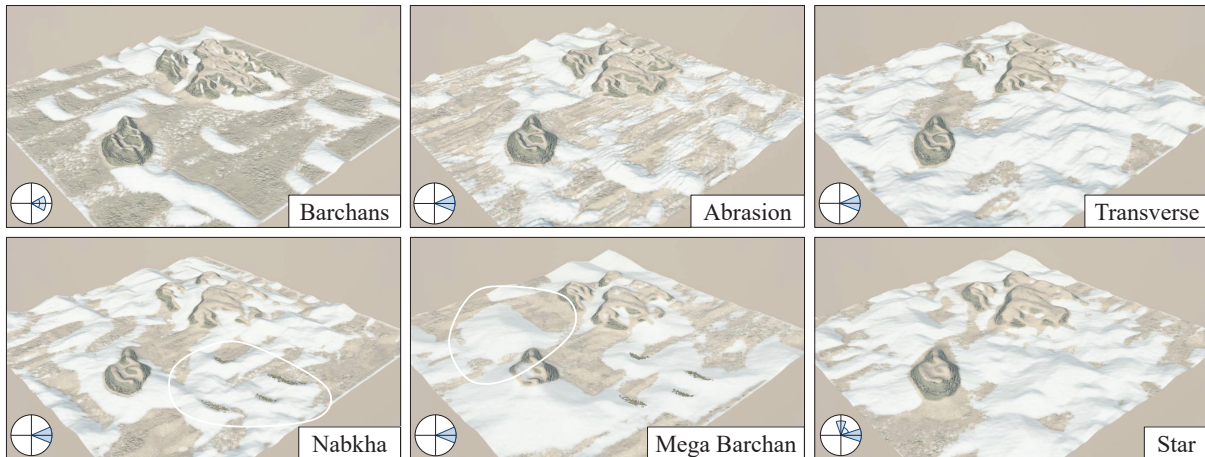 Barchans
Abrasion
Transverse
Nabkha
Mega Barchan
Star